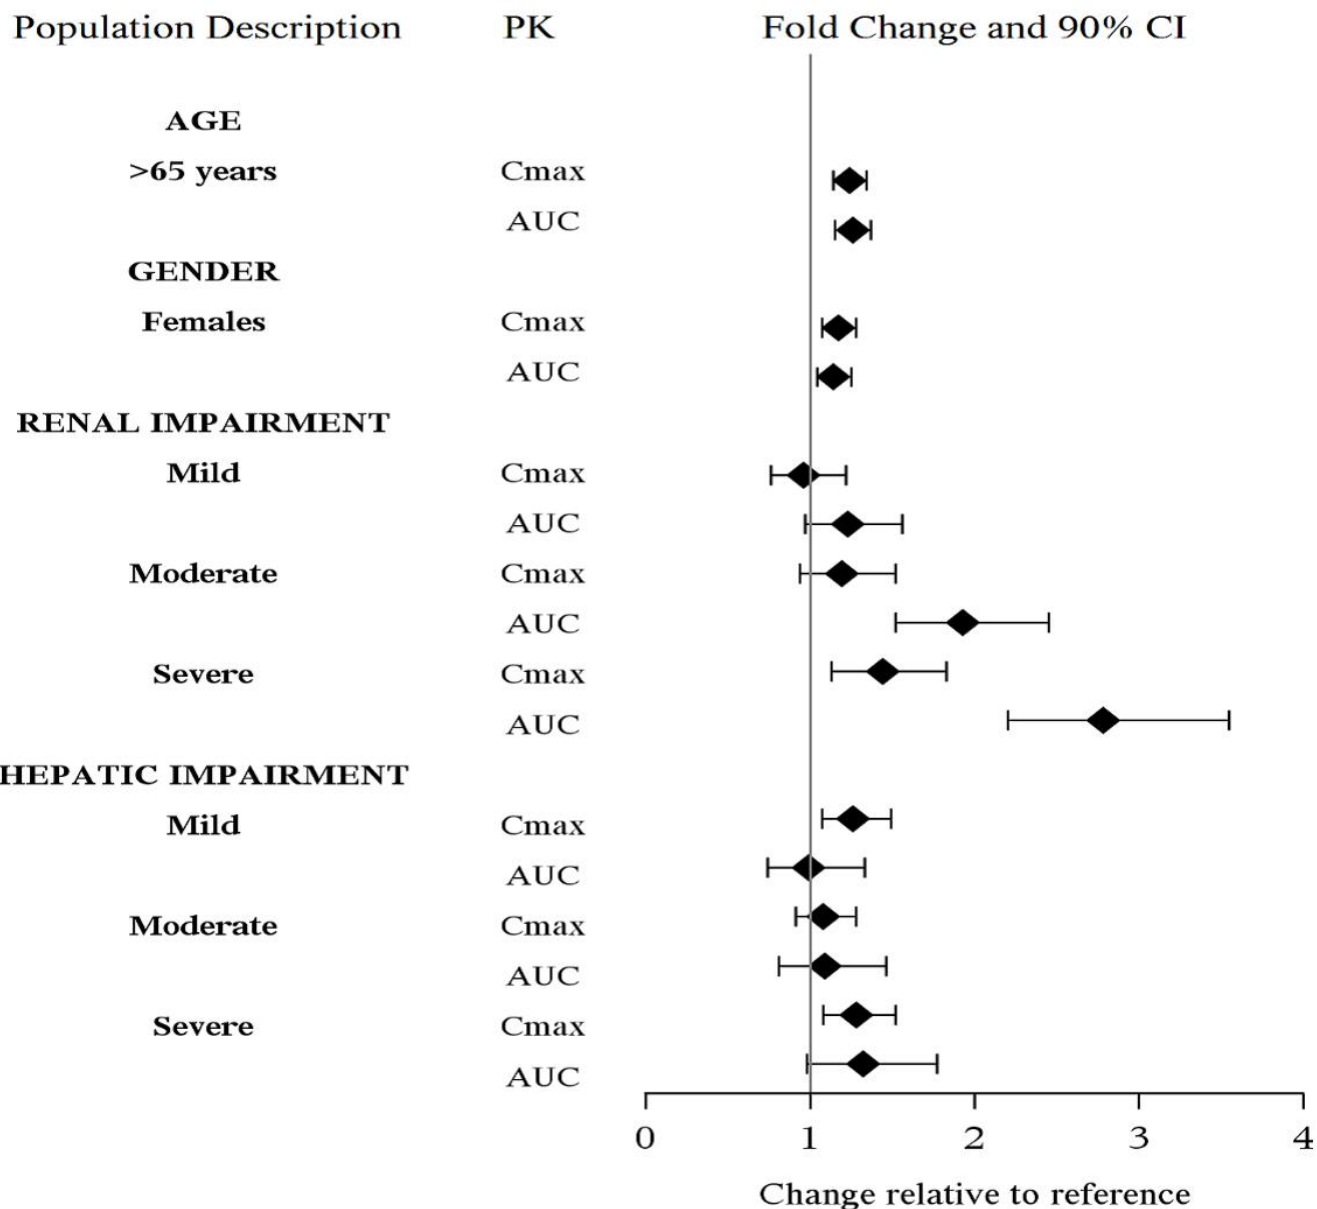 Population Description PK Fold Change and 90% CI
AGE
>65 years Cmax
AUC
GENDER
Females Cmax
AUC
RENAL IMPAIRMENT
Mild Cmax
AUC
Moderate Cmax
AUC
Severe Cmax
AUC
HEPATIC IMPAIRMENT
Mild Cmax
AUC
Moderate Cmax
AUC
Severe Cmax
AUC
0 1 2 3 4
Change relative to reference